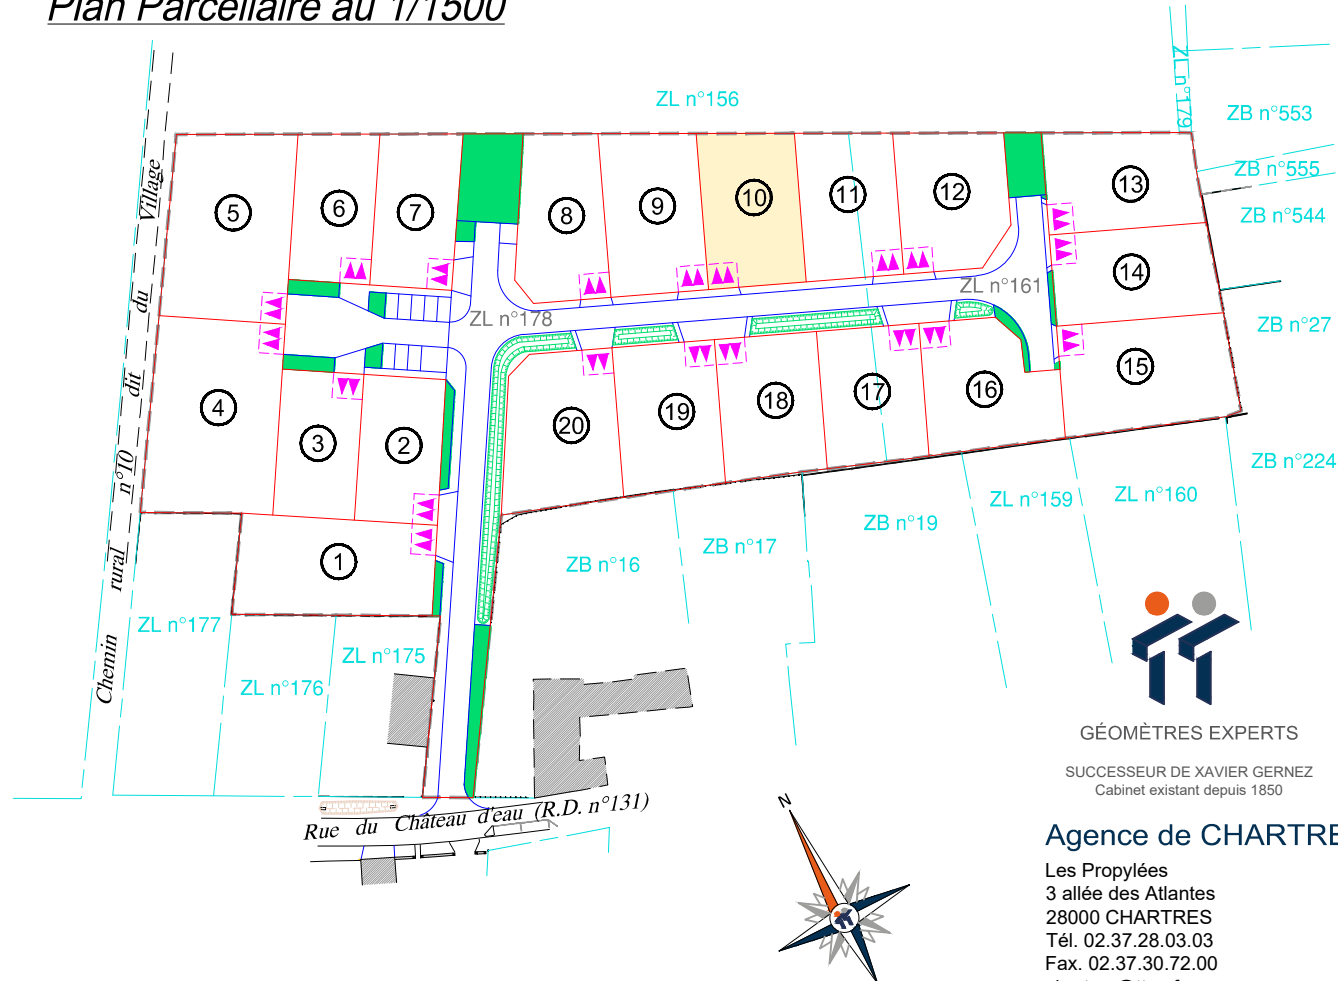 Plan Parcellaire au 1/1500
ZL n°156
ZL n°179
ZB n°553
ZB n°555
ZB n°544
ZB n°27
ZB n°224
Chemin rural n°10 dit du Village
5
6
7
8
9
10
11
12
13
14
15
ZL n°178
ZL n°161
4
3
2
1
20
19
18
17
16
ZB n°16
ZB n°17
ZB n°19
ZL n°159
ZL n°160
ZL n°177
ZL n°176
ZL n°175
Rue du Château d'eau (R.D. n°131)
N
GÉOMÈTRES EXPERTS
SUCCESSEUR DE XAVIER GERNEZ
Cabinet existant depuis 1850
Agence de CHARTRE
Les Propylées
3 allée des Atlantes
28000 CHARTRES
Tél. 02.37.28.03.03
Fax. 02.37.30.72.00